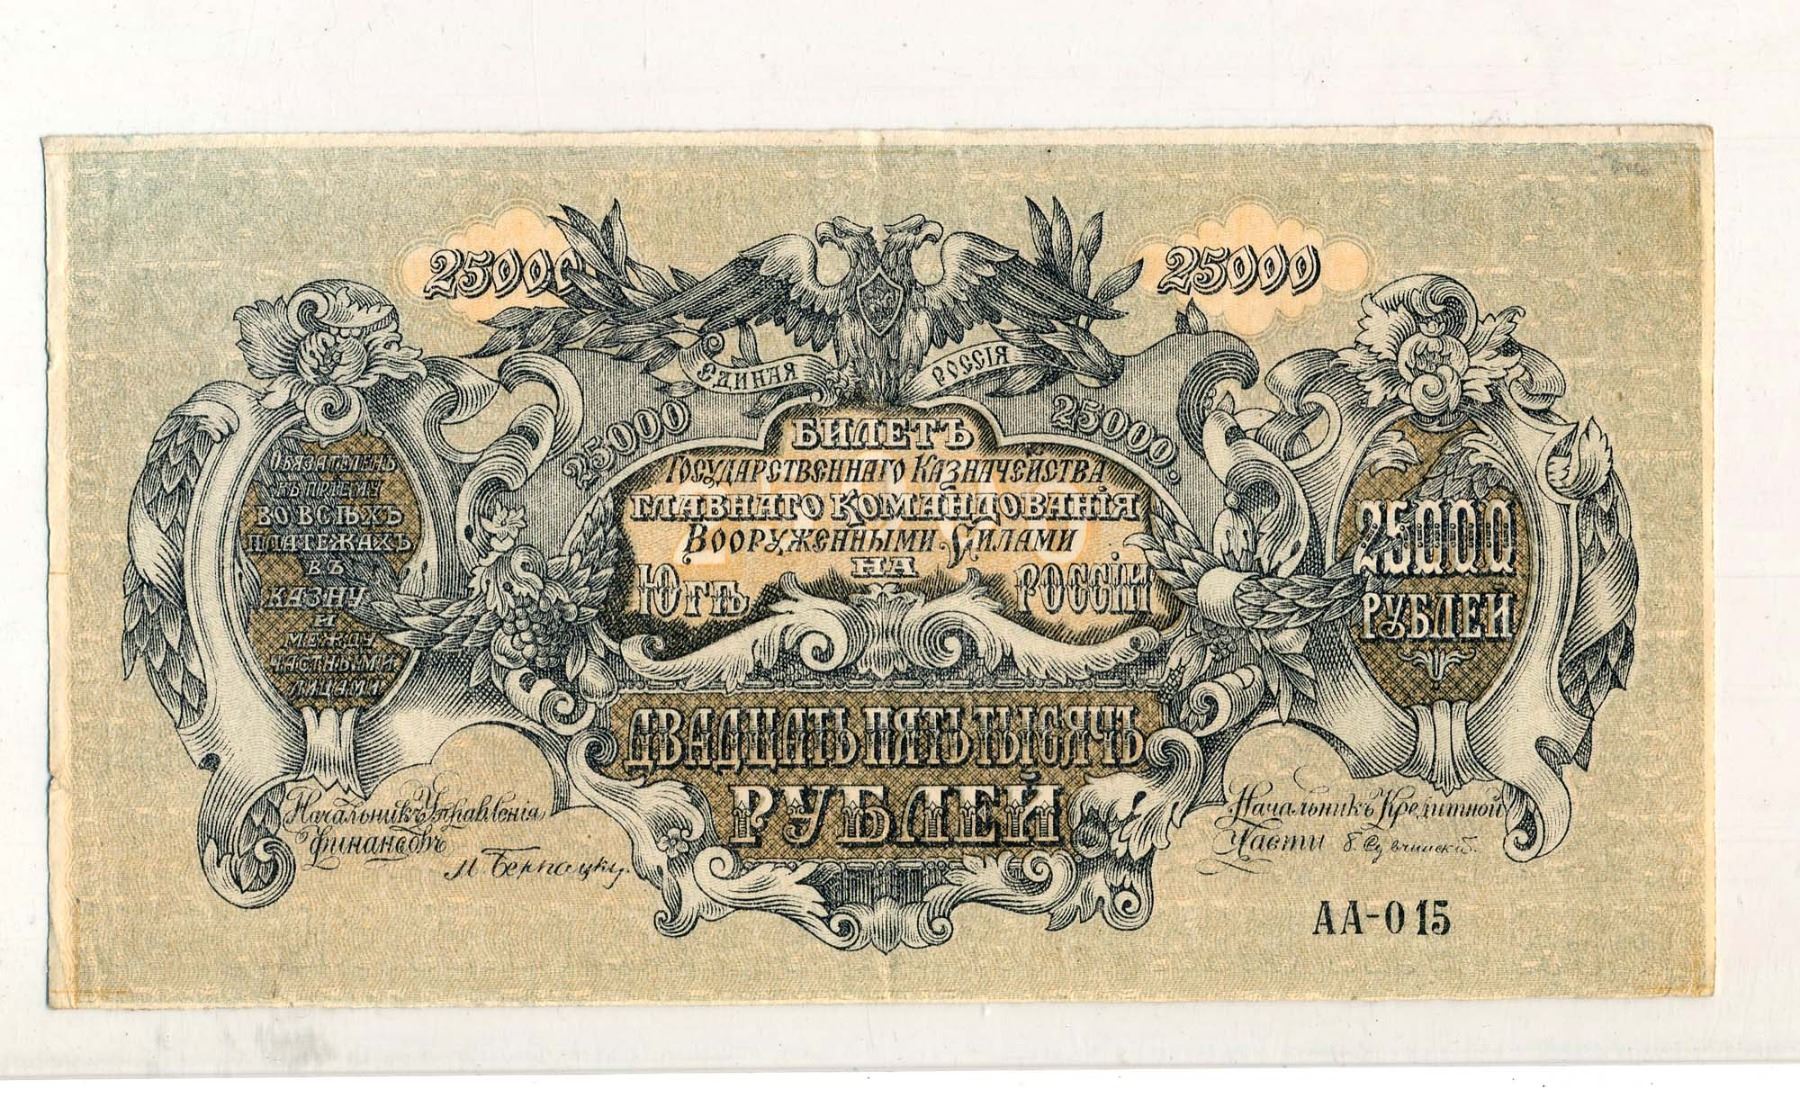 25000
25000
ЕДИНАЯ РОССІЯ
25000
25000
БИЛЕТЪ
ГОСУДАРСТВЕННАГО КАЗНАЧЕЙСТВА
ГЛАВНАГО КОМАНДОВАНІЯ
ВООРУЖЕННЫМИ СИЛАМИ
НА
ЮГѢ РОССІИ
ОБЯЗАТЕЛЕНЪ
КЪ ПРІЕМУ
ВО ВСѢХЪ
ПЛАТЕЖАХЪ
ВЪ
КАЗНУ
И
МЕЖДУ
ЧАСТНЫМИ
ЛИЦАМИ
25000
РУБЛЕЙ
ДВАДЦАТЬ ПЯТЬ ТЫСЯЧЪ
РУБЛЕЙ
Начальникъ Управленія
финансовъ
М. Бернацкій.
Начальникъ Кредитной
Части
АА-015